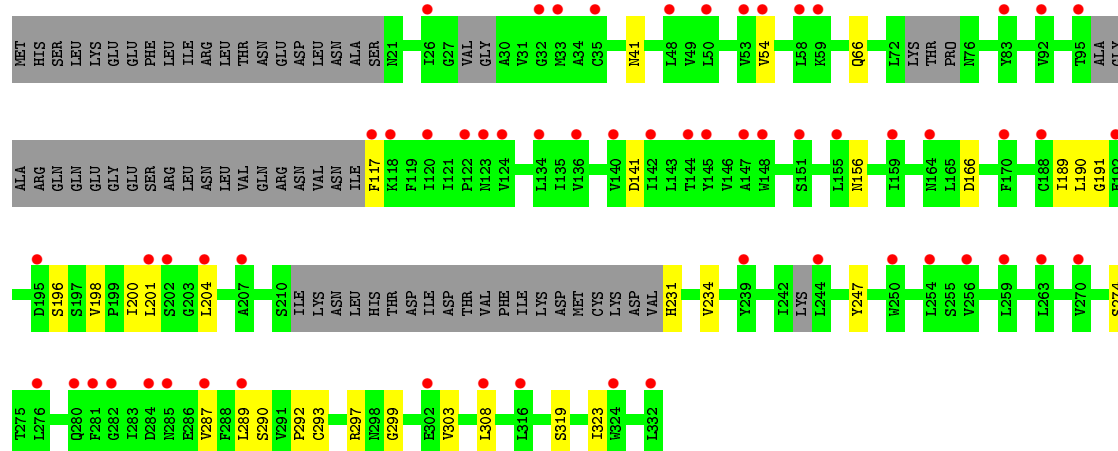 MET HIS SER LEU LYS GLU GLU PHE LEU ILE ARG LEU THR ASN GLU ASP LEU ASN ALA SER N21 I26 G27 VAL GLY A30 V31 G32 M33 A34 C35 N41 L48 V49 L50 V53 V54 L58 K59 Q66 L72 LYS THR PRO N76 Y83 V92 T95 ALA GLY
ALA ARG GLN GLN GLU GLY GLU SER ARG LEU ASN LEU VAL GLN ARG ASN VAL ASN ILE F117 K118 F119 I120 I121 P122 N123 V124 L134 I135 V136 V140 D141 I142 L143 T144 Y145 V146 A147 W148 S151 L155 N156 I159 N164 L165 D166 F170 C188 I189 L190 G191
D195 S196 S197 V198 P199 I200 L201 S202 G203 L204 A207 S210 ILE LYS ASN LEU HIS THR ASP ILE ASP THR VAL PHE ILE LYS ASP MET CYS LYS ASP VAL H231 V234 Y239 I242 LYS L244 Y247 W250 L254 S255 V256 L259 L263 V270 S274
T275 L276 Q280 F281 G282 I283 D284 N285 E286 V287 F288 L289 S290 V291 P292 C293 R297 N298 G299 E302 V303 L308 L316 S319 I323 W324 L332